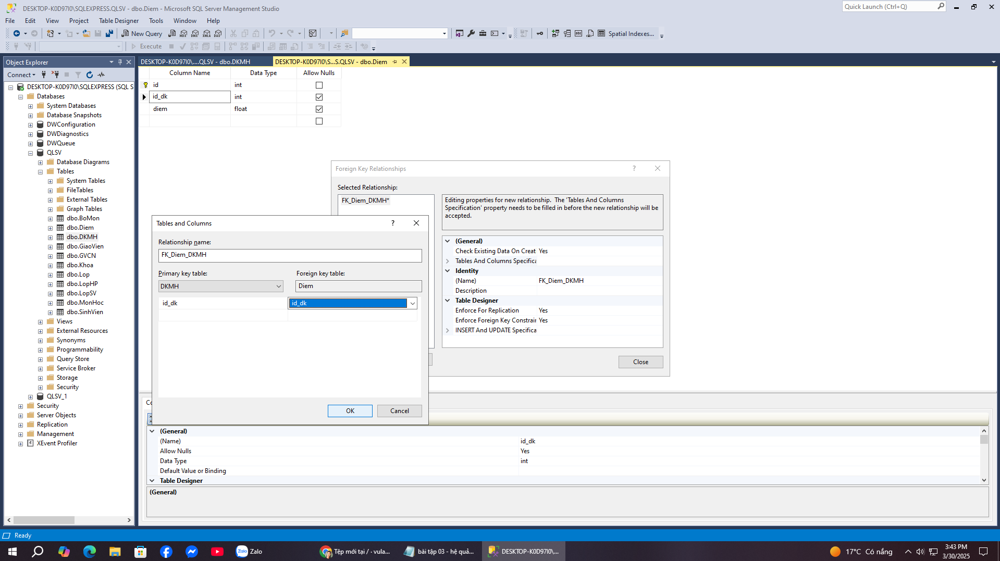 DESKTOP-K0D97I0\SQLEXPRESS.QLSV - dbo.Diem - Microsoft SQL Server Management Studio
Quick Launch (Ctrl+Q)
File Edit View Project Table Designer Tools Window Help
New Query
MDX DMX XMLA DAX
Spatial Indexes...
Execute
Object Explorer
Connect
DESKTOP-K0D97I0\SQLEXPRESS (SQL S
Databases
System Databases
Database Snapshots
DWConfiguration
DWDiagnostics
DWQueue
QLSV
Database Diagrams
Tables
System Tables
FileTables
External Tables
Graph Tables
dbo.BoMon
dbo.Diem
dbo.DKMH
dbo.GiaoVien
dbo.GVCN
dbo.Khoa
dbo.Lop
dbo.LopHP
dbo.LopSV
dbo.MonHoc
dbo.SinhVien
Views
External Resources
Synonyms
Programmability
Query Store
Service Broker
Storage
Security
QLSV_1
Security
Server Objects
Replication
Management
XEvent Profiler
DESKTOP-K0D97I0\....QLSV - dbo.DKMH
DESKTOP-K0D97I0\S...S.QLSV - dbo.Diem
Column Name Data Type Allow Nulls
id int
id_dk int
diem float
Foreign Key Relationships ?
Selected Relationship:
FK_Diem_DKMH*
Editing properties for new relationship. The 'Tables And Columns
Specification' property needs to be filled in before the new relationship will be
accepted.
(General)
Check Existing Data On Creat Yes
Tables And Columns Specifica
Identity
(Name) FK_Diem_DKMH
Description
Table Designer
Enforce For Replication Yes
Enforce Foreign Key Constrair Yes
INSERT And UPDATE Specifica
Close
Tables and Columns ?
Relationship name:
FK_Diem_DKMH
Primary key table: Foreign key table:
DKMH Diem
id_dk id_dk
OK Cancel
Co
(General)
(Name) id_dk
Allow Nulls Yes
Data Type int
Default Value or Binding
Table Designer
(General)
Ready
Zalo Zalo
Tệp mới tại / · vula...
bài tập 03 - hệ quả...
DESKTOP-K0D97I0\...
17°C Có nắng
3:43 PM
3/30/2025